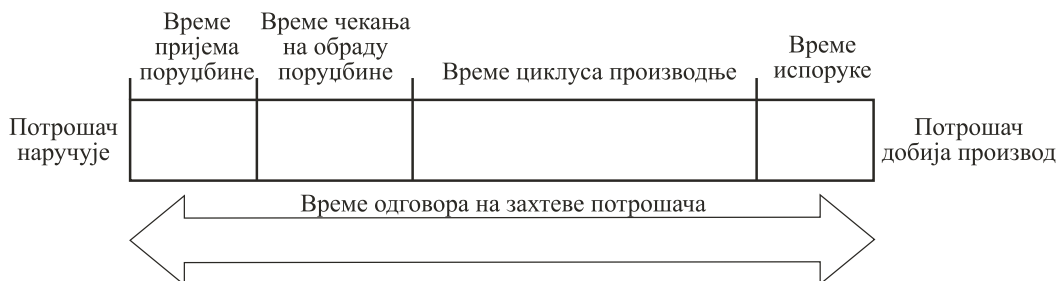 Време
пријема
поруџбине
Време чекања
на обраду
поруџбине
Време циклуса производње
Време
испоруке
Потрошач
наручује
Потрошач
добија производ
Време одговора на захтеве потрошача